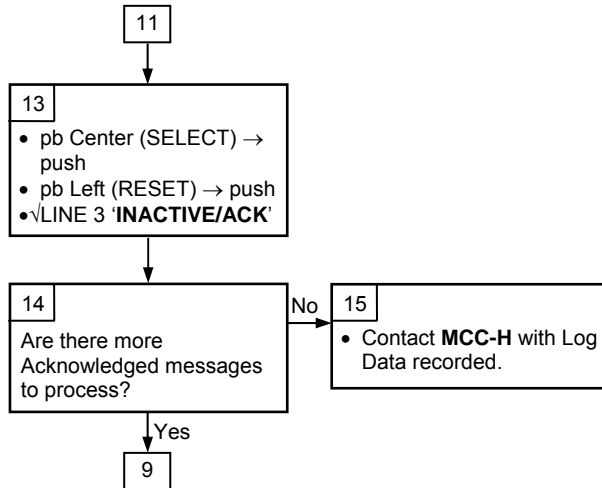 11
13
• pb Center (SELECT) →
push
• pb Left (RESET) → push
•√LINE 3 ‘INACTIVE/ACK’
14
Are there more
Acknowledged messages
to process?
No
15
• Contact MCC-H with Log
Data recorded.
Yes
9